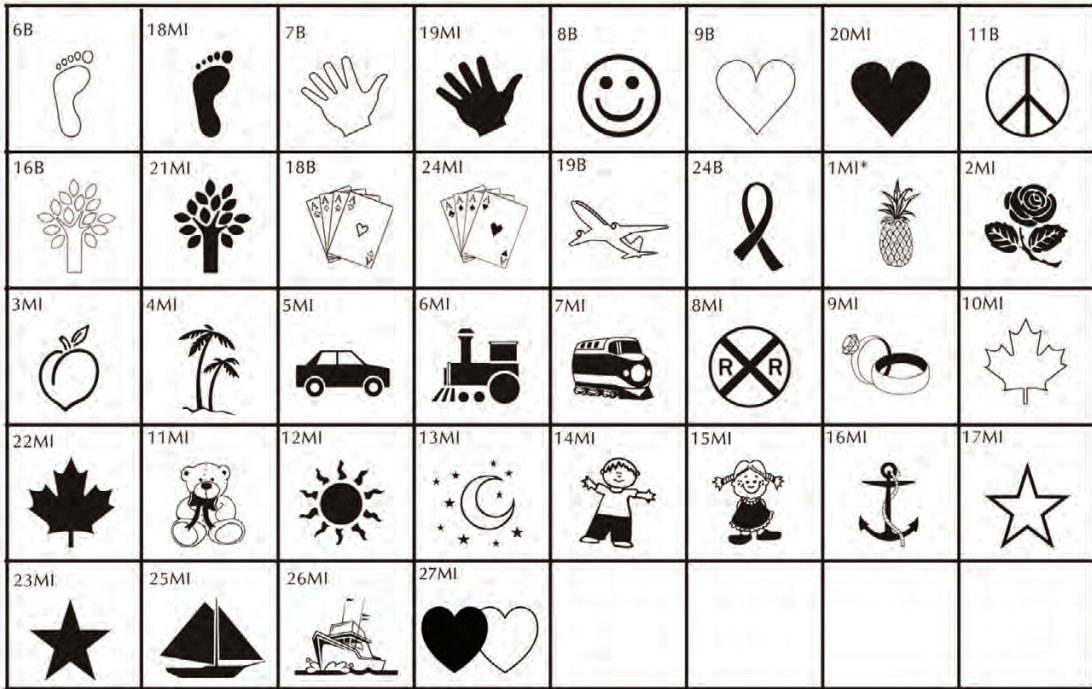 6B 18MI 7B 19MI 8B 9B 20MI 11B
16B 21MI 18B 24MI 19B 24B 1MI* 2MI
A A A A A A A A
3MI 4MI 5MI 6MI 7MI 8MI 9MI 10MI
R R
22MI 11MI 12MI 13MI 14MI 15MI 16MI 17MI
23MI 25MI 26MI 27MI